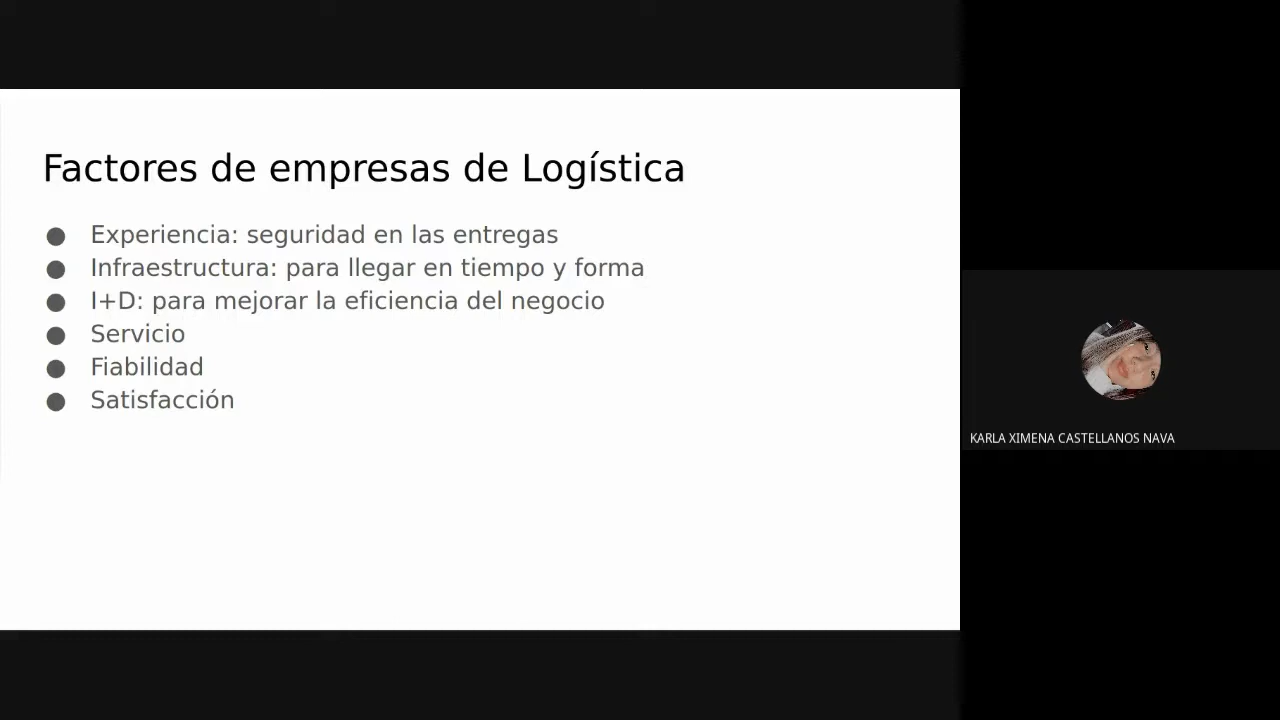 Factores de empresas de Logística
● Experiencia: seguridad en las entregas
● Infraestructura: para llegar en tiempo y forma
● I+D: para mejorar la eficiencia del negocio
● Servicio
● Fiabilidad
● Satisfacción
KARLA XIMENA CASTELLANOS NAVA